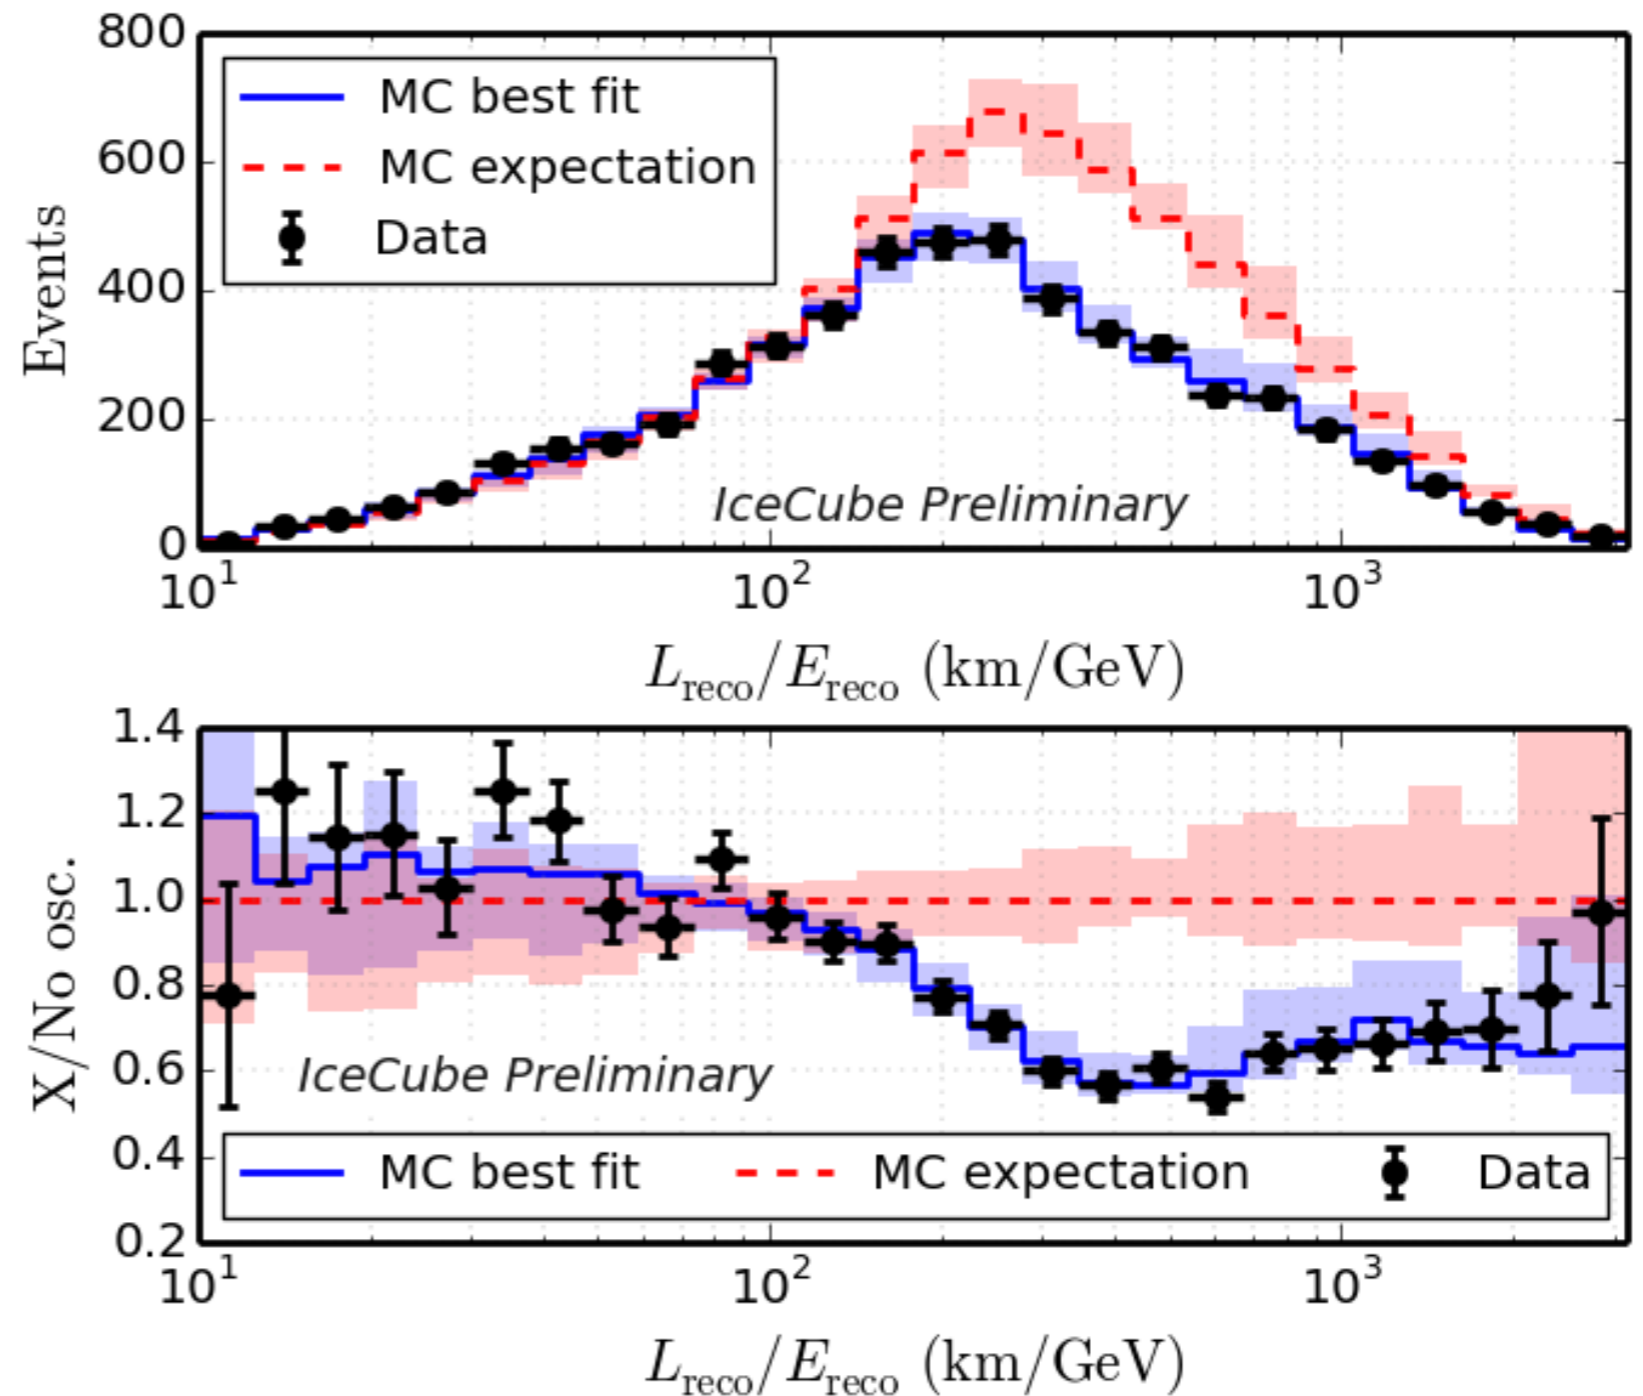 800
600
400
200
0
Events
MC best fit
MC expectation
Data
IceCube Preliminary
10¹ 10² 10³
L_reco/E_reco (km/GeV)
1.4
1.2
1.0
0.8
0.6
0.4
0.2
X/No osc.
IceCube Preliminary
MC best fit MC expectation Data
10¹ 10² 10³
L_reco/E_reco (km/GeV)